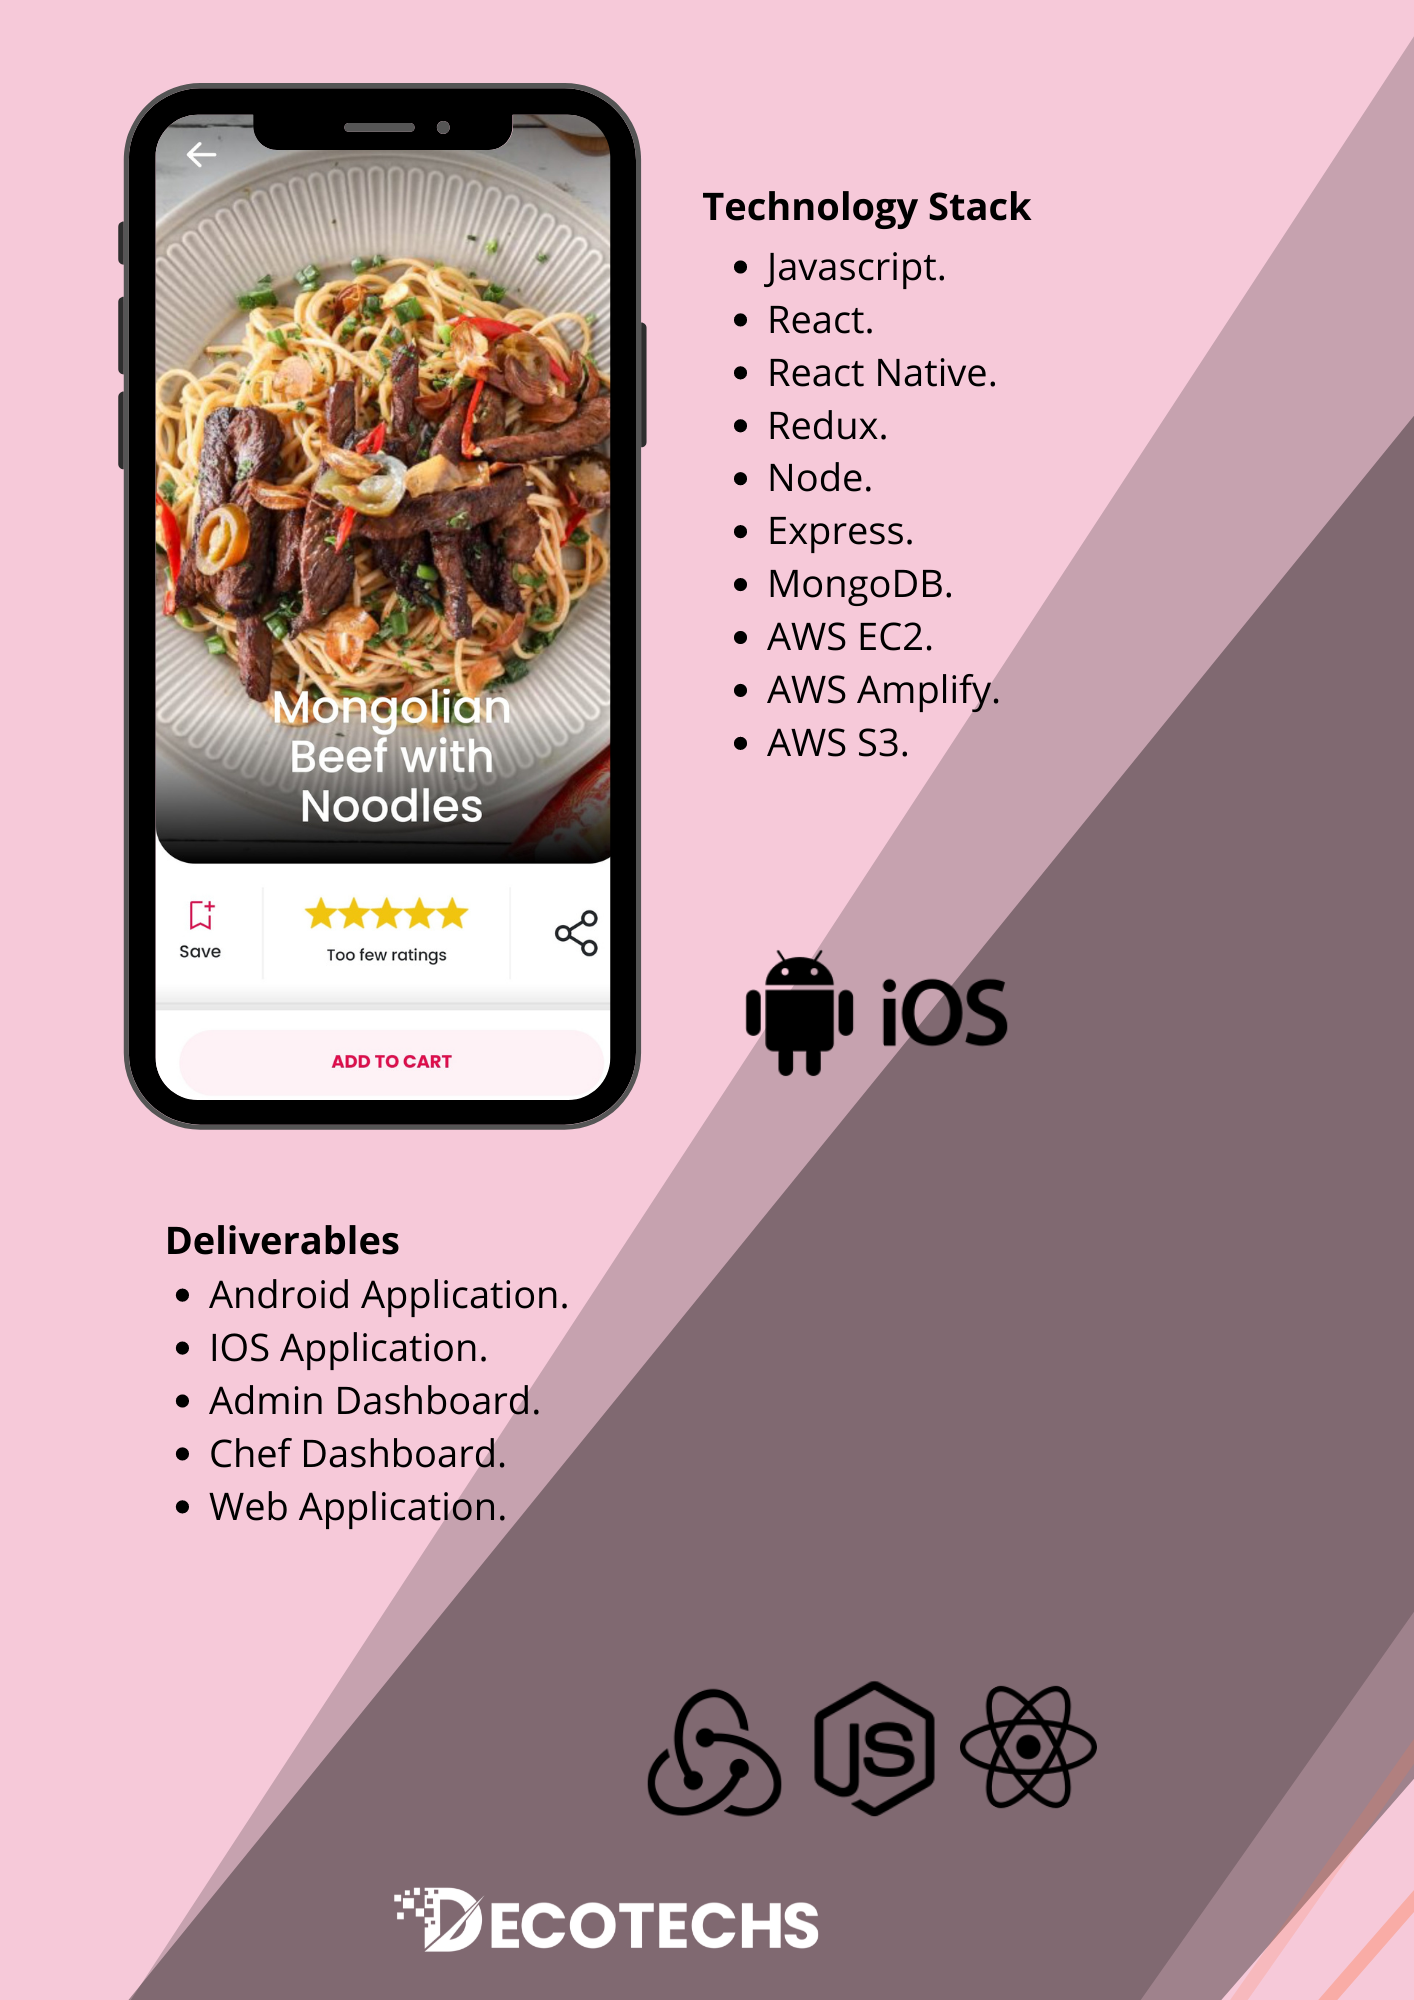 Mongolian
Beef with
Noodles
Save
Too few ratings
ADD TO CART
Technology Stack
• Javascript.
• React.
• React Native.
• Redux.
• Node.
• Express.
• MongoDB.
• AWS EC2.
• AWS Amplify.
• AWS S3.
iOS
Deliverables
• Android Application.
• IOS Application.
• Admin Dashboard.
• Chef Dashboard.
• Web Application.
JS
DECOTECHS